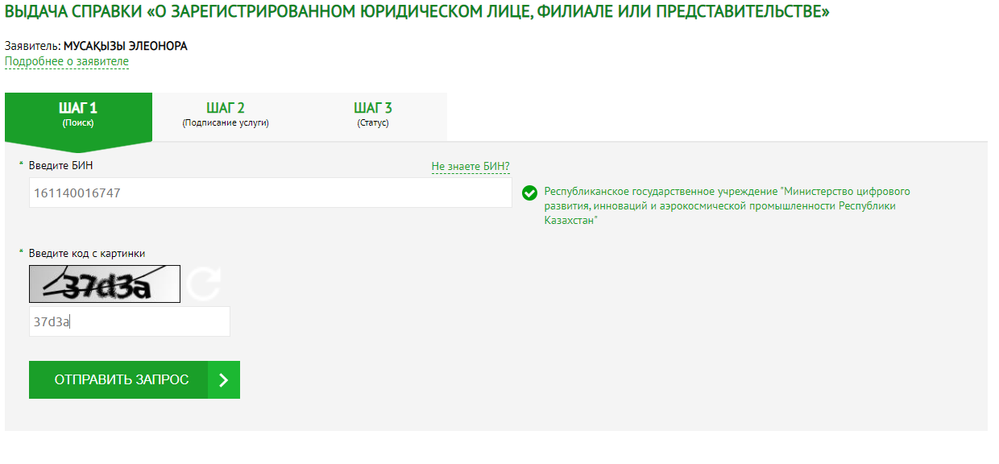 ВЫДАЧА СПРАВКИ «О ЗАРЕГИСТРИРОВАННОМ ЮРИДИЧЕСКОМ ЛИЦЕ, ФИЛИАЛЕ ИЛИ ПРЕДСТАВИТЕЛЬСТВЕ»
Заявитель: МУСАҚЫЗЫ ЭЛЕОНОРА
Подробнее о заявителе
ШАГ 1
(Поиск)
ШАГ 2
(Подписание услуги)
ШАГ 3
(Статус)
* Введите БИН
Не знаете БИН?
161140016747
Республиканское государственное учреждение "Министерство цифрового
развития, инноваций и аэрокосмической промышленности Республики
Казахстан"
* Введите код с картинки
37d3a
37d3a
ОТПРАВИТЬ ЗАПРОС